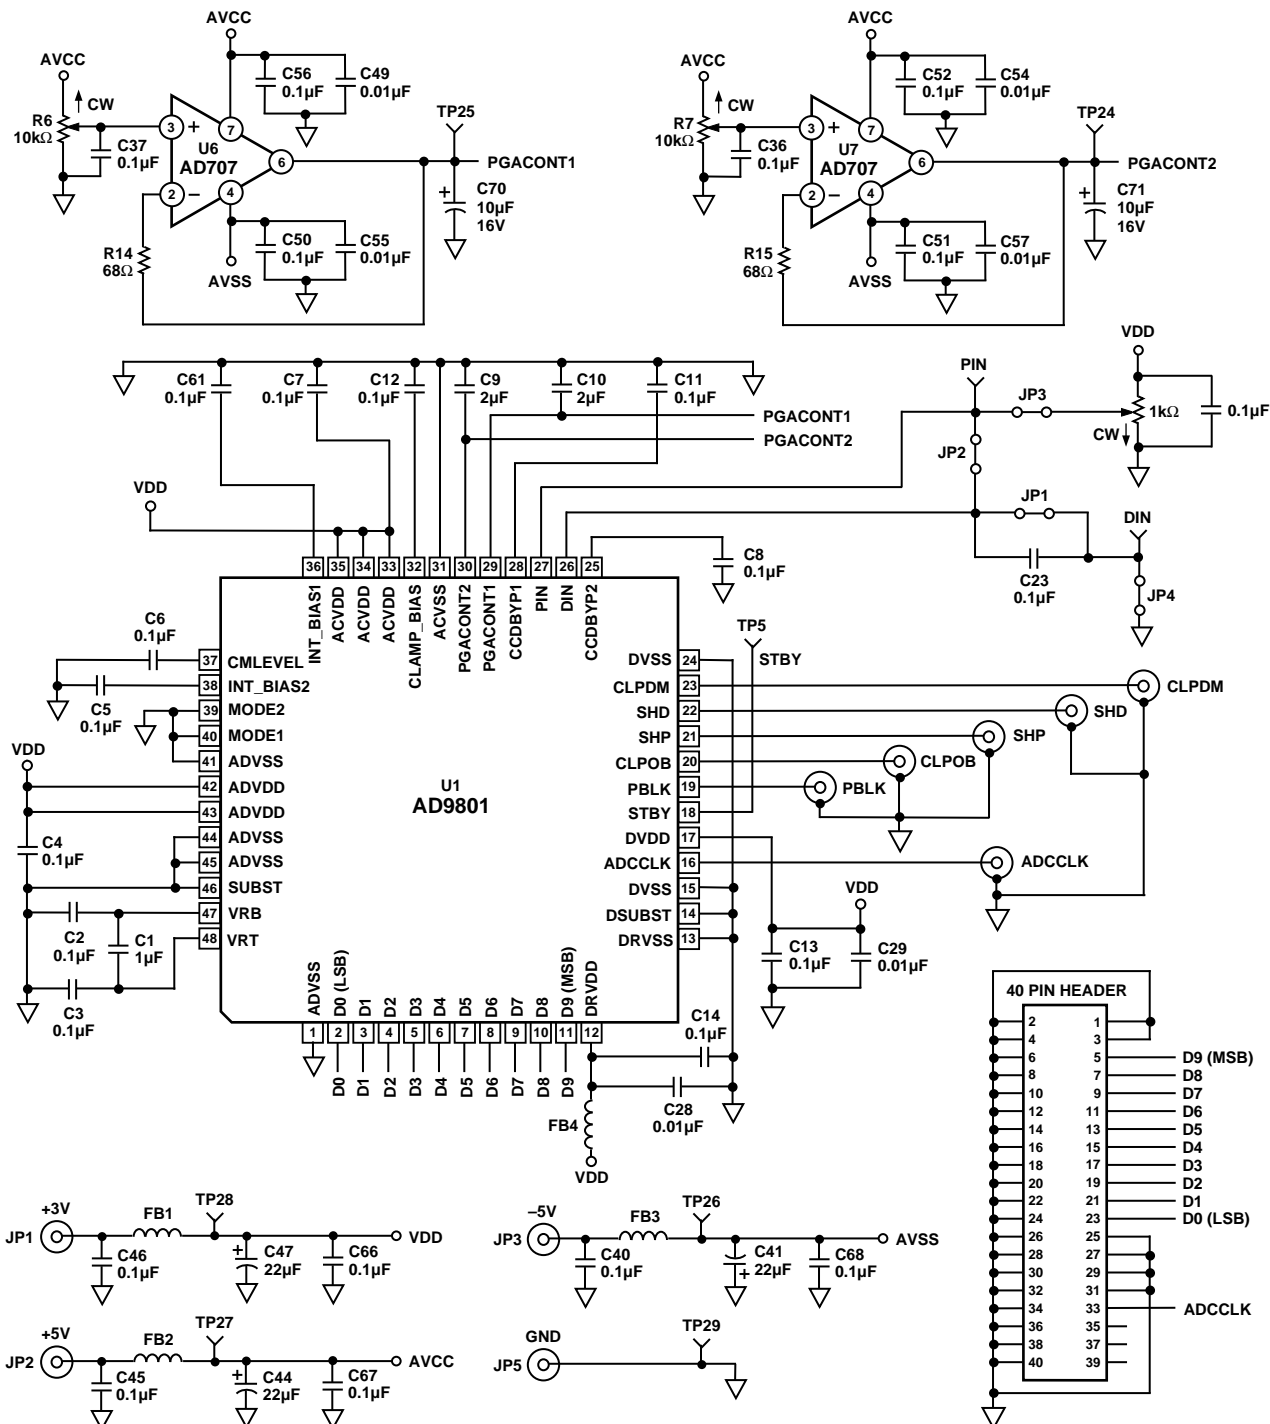 AVCC
AVCC
CW
R6
10kΩ
C37
0.1µF
3
+
U6
AD707
2
–
7
4
6
C56
0.1µF
C49
0.01µF
TP25
PGACONT1
+
C70
10µF
16V
C50
0.1µF
C55
0.01µF
R14
68Ω
AVSS
AVCC
AVCC
CW
R7
10kΩ
C36
0.1µF
3
+
U7
AD707
2
–
7
4
6
C52
0.1µF
C54
0.01µF
TP24
PGACONT2
+
C71
10µF
16V
C51
0.1µF
C57
0.01µF
R15
68Ω
AVSS
C61
0.1µF
C7
0.1µF
C12
0.1µF
C9
2µF
C10
2µF
C11
0.1µF
PGACONT1
PGACONT2
VDD
PIN
JP3
VDD
1kΩ
CW
0.1µF
JP2
JP1
DIN
C23
0.1µF
JP4
C8
0.1µF
36 INT_BIAS1
35 ACVDD
34 ACVDD
33 ACVDD
32 CLAMP_BIAS
31 ACVSS
30 PGACONT2
29 PGACONT1
28 CCDBYP1
27 PIN
26 DIN
25 CCDBYP2
C6
0.1µF
C5
0.1µF
VDD
C4
0.1µF
C2
0.1µF
C1
1µF
C3
0.1µF
37 CMLEVEL
38 INT_BIAS2
39 MODE2
40 MODE1
41 ADVSS
42 ADVDD
43 ADVDD
44 ADVSS
45 ADVSS
46 SUBST
47 VRB
48 VRT
U1
AD9801
DVSS 24
CLPDM 23
SHD 22
SHP 21
CLPOB 20
PBLK 19
STBY 18
DVDD 17
ADCCLK 16
DVSS 15
DSUBST 14
DRVSS 13
TP5
STBY
CLPDM
SHD
SHP
CLPOB
PBLK
ADCCLK
VDD
C13
0.1µF
C29
0.01µF
ADVSS 1
D0 (LSB) 2 D0
D1 3 D1
D2 4 D2
D3 5 D3
D4 6 D4
D5 7 D5
D6 8 D6
D7 9 D7
D8 10 D8
D9 (MSB) 11 D9
DRVDD 12
C14
0.1µF
C28
0.01µF
FB4
VDD
40 PIN HEADER
2 1
4 3
6 5 D9 (MSB)
8 7 D8
10 9 D7
12 11 D6
14 13 D5
16 15 D4
18 17 D3
20 19 D2
22 21 D1
24 23 D0 (LSB)
26 25
28 27
30 29
32 31
34 33 ADCCLK
36 35
38 37
40 39
+3V
JP1
FB1
TP28
VDD
C46
0.1µF
+
C47
22µF
C66
0.1µF
–5V
JP3
FB3
TP26
AVSS
C40
0.1µF
C41
22µF
+
C68
0.1µF
+5V
JP2
FB2
TP27
AVCC
C45
0.1µF
+
C44
22µF
C67
0.1µF
GND
JP5
TP29